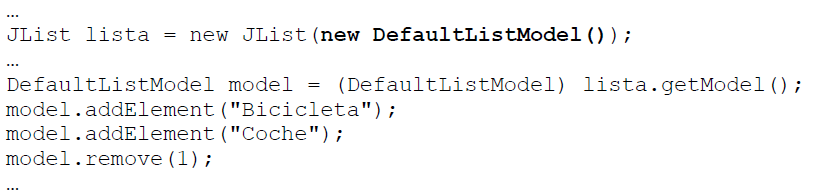 …
JList lista = new JList(new DefaultListModel());
…
DefaultListModel model = (DefaultListModel) lista.getModel();
model.addElement("Bicicleta");
model.addElement("Coche");
model.remove(1);
…